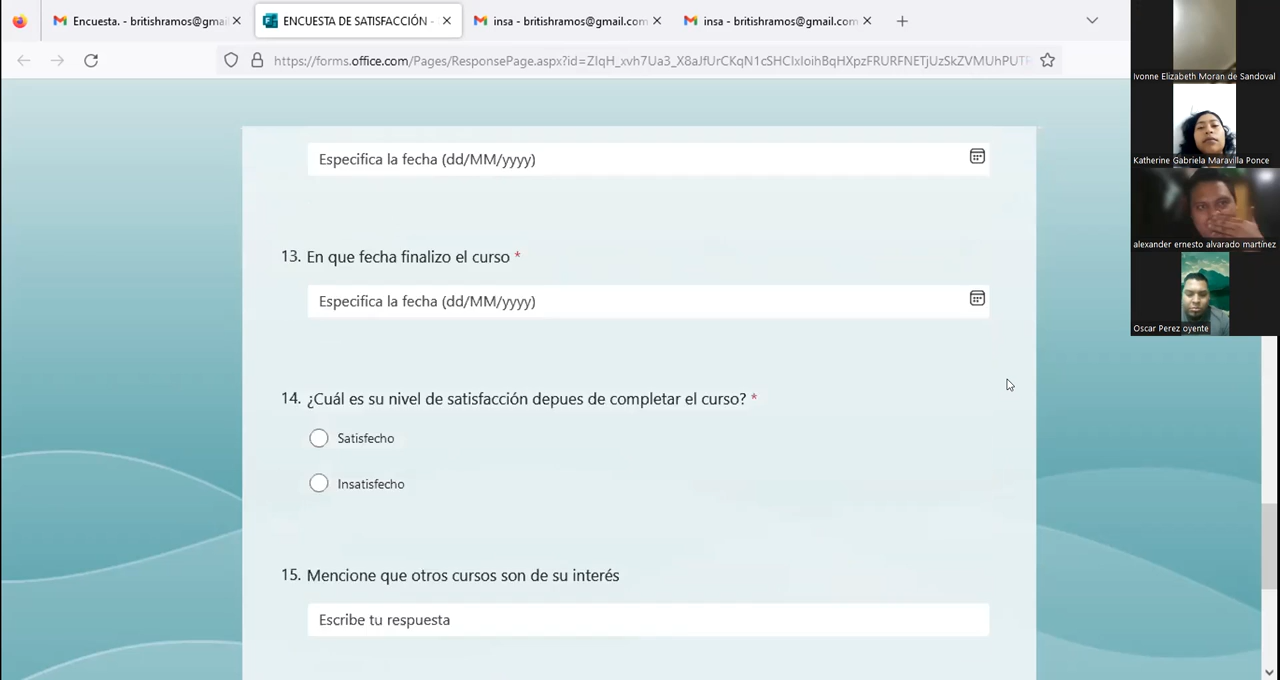 Encuesta. - britishramos@gmai
ENCUESTA DE SATISFACCIÓN -
insa - britishramos@gmail.com
insa - britishramos@gmail.com
https://forms.office.com/Pages/ResponsePage.aspx?id=
Ivonne Elizabeth Moran de Sandoval
Katherine Gabriela Maravilla Ponce
alexander ernesto alvarado martínez
Oscar Perez oyente
Especifica la fecha (dd/MM/yyyy)
13. En que fecha finalizo el curso *
Especifica la fecha (dd/MM/yyyy)
14. ¿Cuál es su nivel de satisfacción depues de completar el curso? *
Satisfecho
Insatisfecho
15. Mencione que otros cursos son de su interés
Escribe tu respuesta